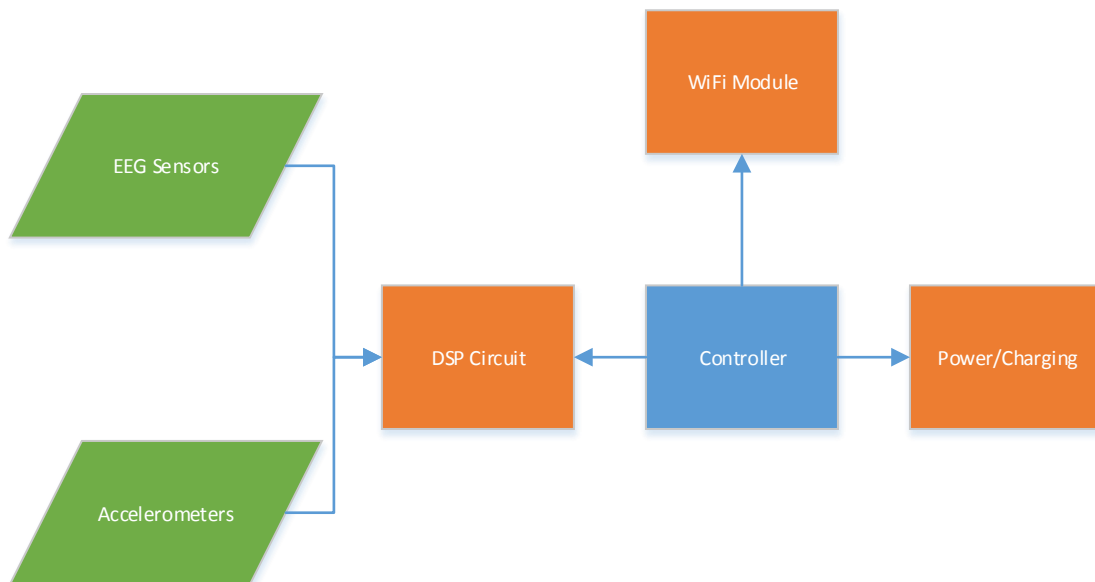 WiFi Module
EEG Sensors
DSP Circuit
Controller
Power/Charging
Accelerometers